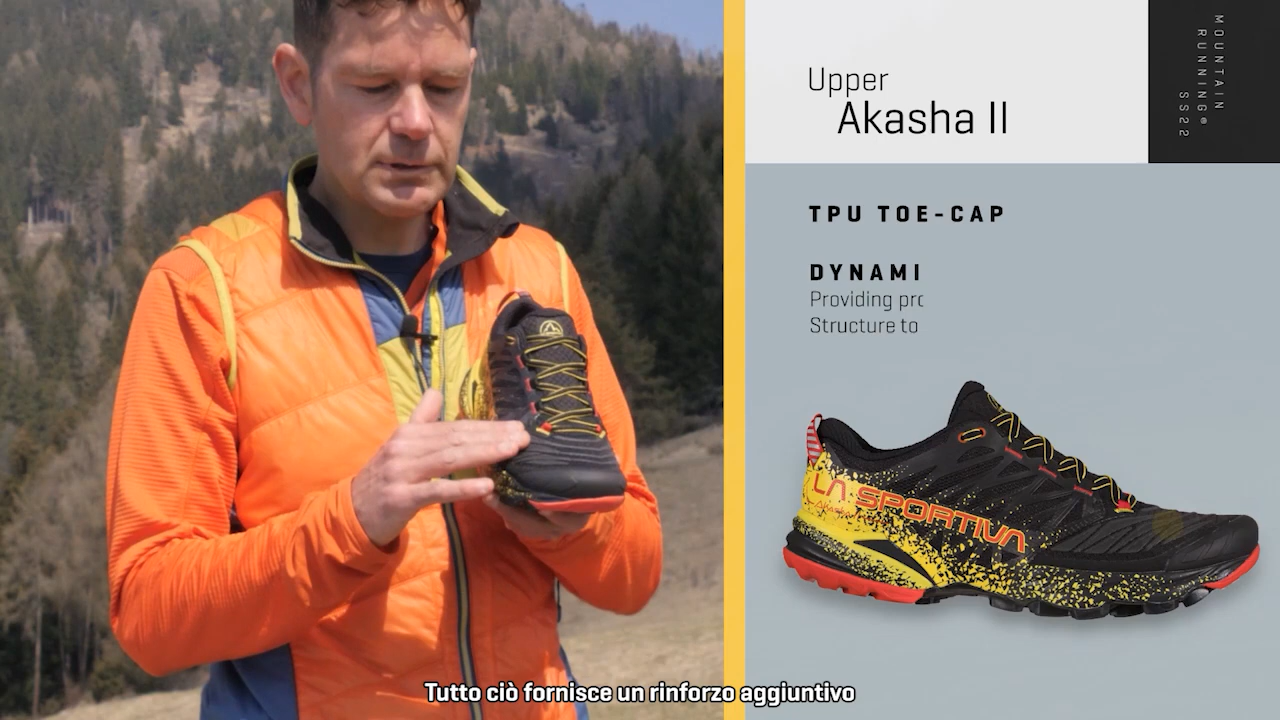 Upper
Akasha II
MOUNTAIN
RUNNING®
SS22
TPU TOE-CAP
DYNAMI
Providing pro
Structure to
LA SPORTIVA
Akasha
Tutto ciò fornisce un rinforzo aggiuntivo